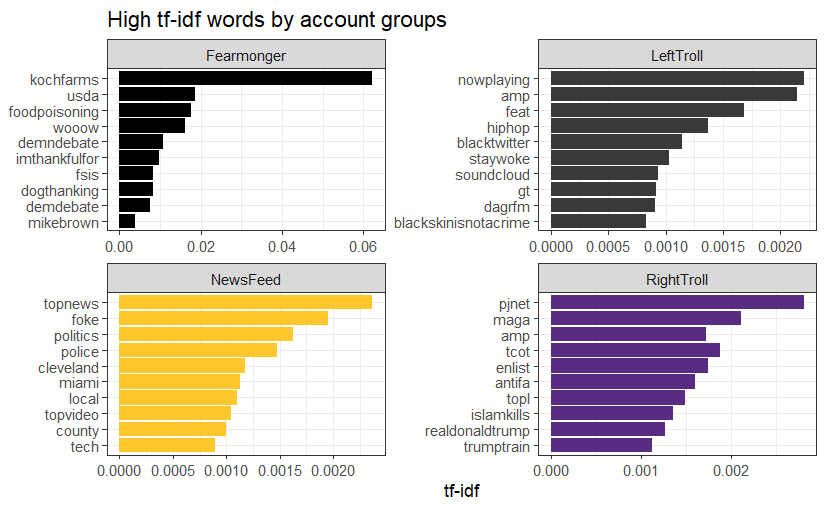 High tf-idf words by account groups
Fearmonger
kochfarms
usda
foodpoisoning
wooow
demndebate
imthankfulfor
fsis
dogthanking
demdebate
mikebrown
0.00 0.02 0.04 0.06
LeftTroll
nowplaying
amp
feat
hiphop
blacktwitter
staywoke
soundcloud
gt
dagrfm
blackskinisnotacrime
0.0000 0.0005 0.0010 0.0015 0.0020
NewsFeed
topnews
foke
politics
police
cleveland
miami
local
topvideo
county
tech
0.0000 0.0005 0.0010 0.0015 0.0020
RightTroll
pjnet
maga
amp
tcot
enlist
antifa
topl
islamkills
realdonaldtrump
trumptrain
0.000 0.001 0.002
tf-idf